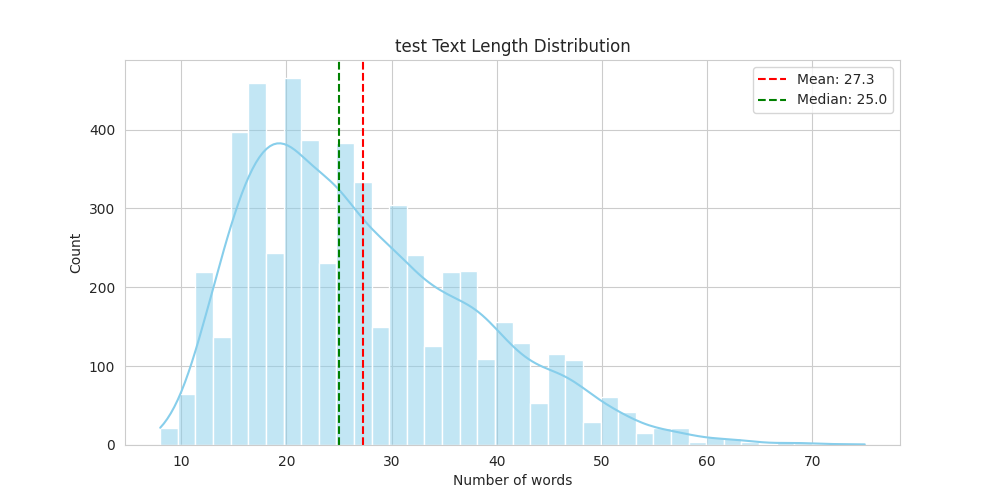 test Text Length Distribution
Mean: 27.3
Median: 25.0
Count
400
300
200
100
0
10 20 30 40 50 60 70
Number of words